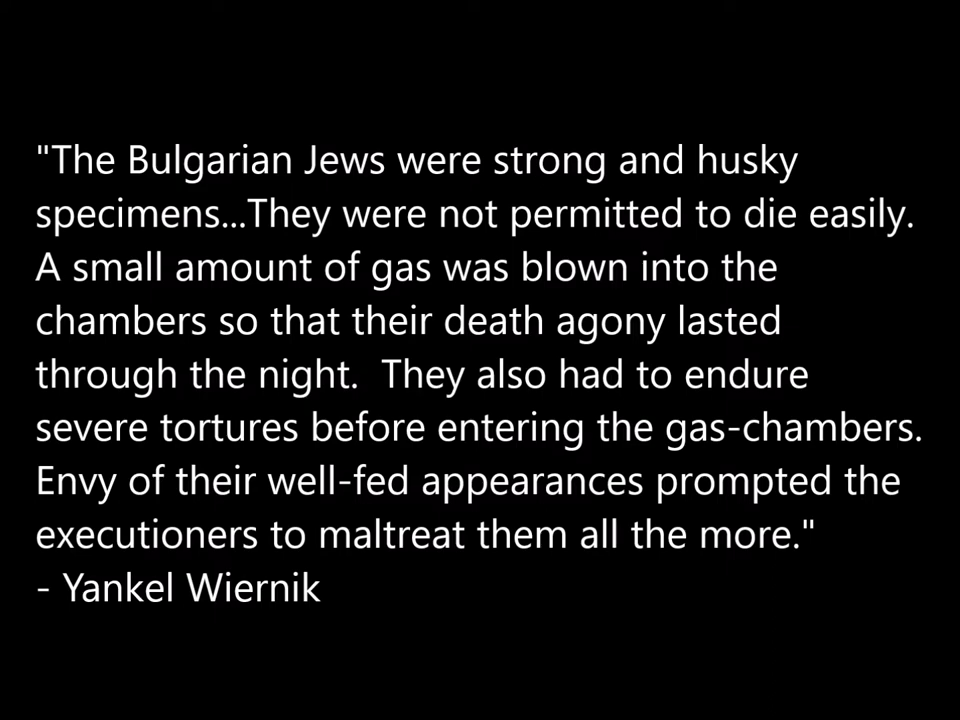 "The Bulgarian Jews were strong and husky
specimens...They were not permitted to die easily.
A small amount of gas was blown into the
chambers so that their death agony lasted
through the night.  They also had to endure
severe tortures before entering the gas-chambers.
Envy of their well-fed appearances prompted the
executioners to maltreat them all the more."
- Yankel Wiernik